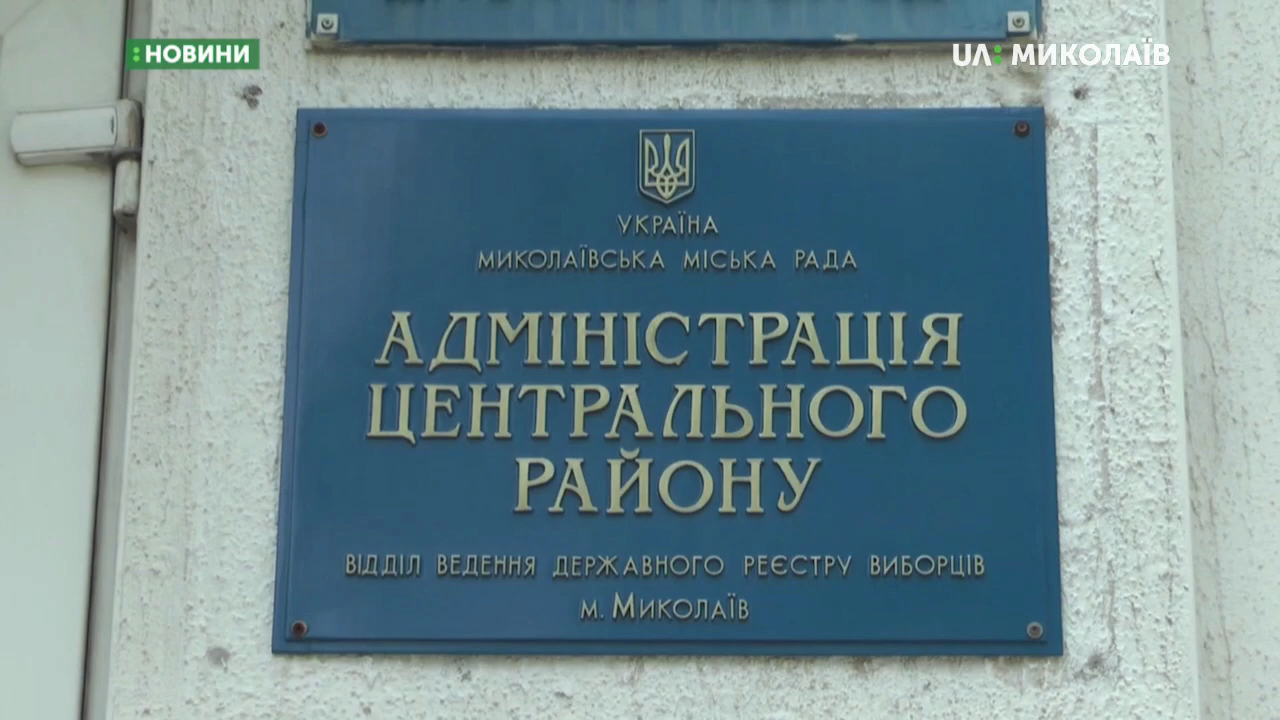 :НОВИНИ
UA: МИКОЛАЇВ
УКРАЇНА
МИКОЛАЇВСЬКА МІСЬКА РАДА
АДМІНІСТРАЦІЯ
ЦЕНТРАЛЬНОГО
РАЙОНУ
ВІДДІЛ ВЕДЕННЯ ДЕРЖАВНОГО РЕЄСТРУ ВИБОРЦІВ
м. Миколаїв